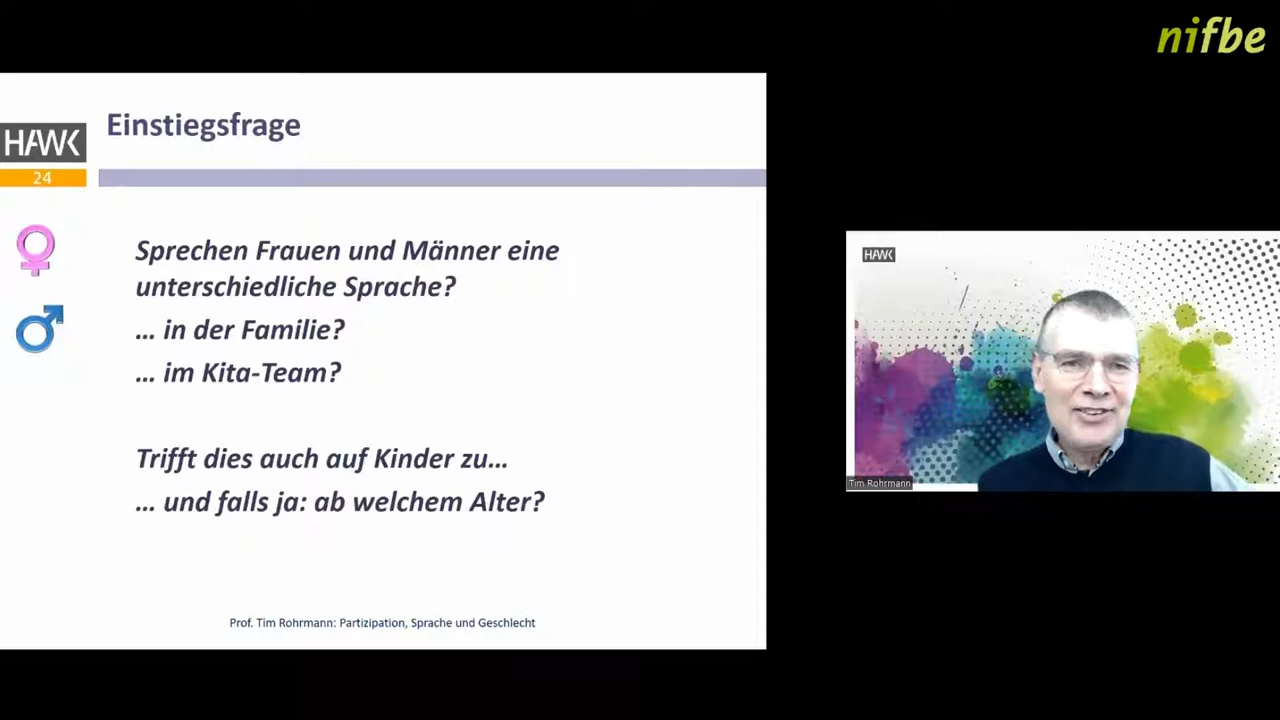 nifbe
HAWK
24
Einstiegsfrage
Sprechen Frauen und Männer eine
unterschiedliche Sprache?
… in der Familie?
… im Kita-Team?
Trifft dies auch auf Kinder zu…
… und falls ja: ab welchem Alter?
Prof. Tim Rohrmann: Partizipation, Sprache und Geschlecht
HAWK
Tim Rohrmann